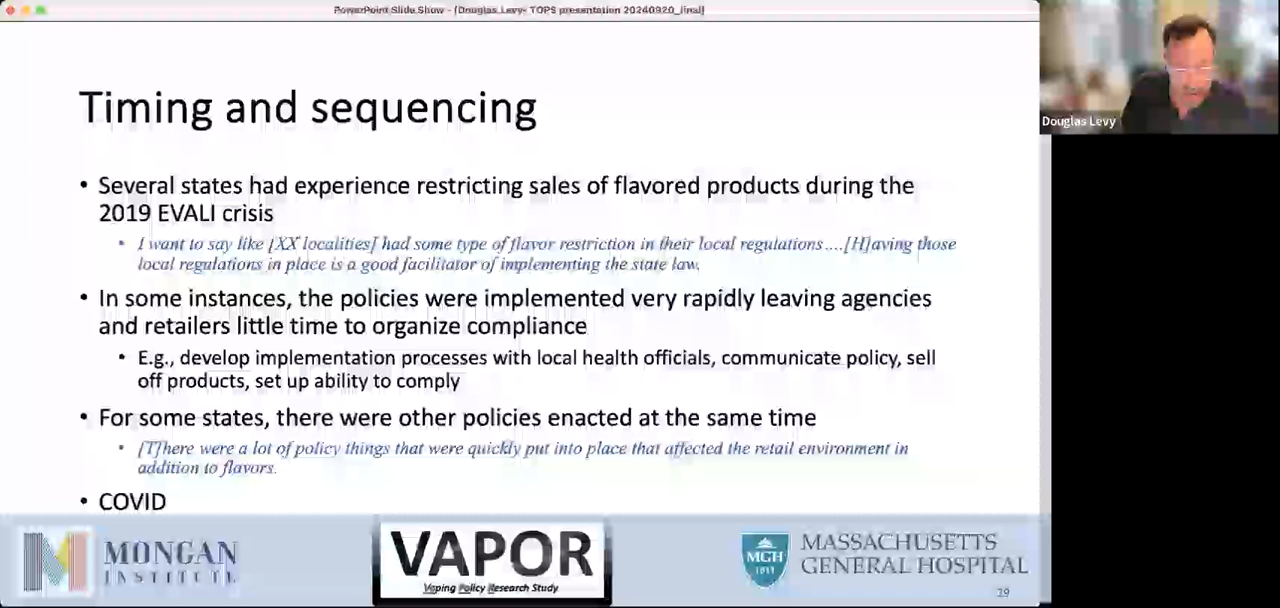 PowerPoint Slide Show - [Douglas Levy- TOPS presentation 20240920_final]
Timing and sequencing
• Several states had experience restricting sales of flavored products during the
2019 EVALI crisis
• I want to say like [XX localities] had some type of flavor restriction in their local regulations….[H]aving those
local regulations in place is a good facilitator of implementing the state law.
• In some instances, the policies were implemented very rapidly leaving agencies
and retailers little time to organize compliance
• E.g., develop implementation processes with local health officials, communicate policy, sell
off products, set up ability to comply
• For some states, there were other policies enacted at the same time
• [T]here were a lot of policy things that were quickly put into place that affected the retail environment in
addition to flavors.
• COVID
MONGAN
INSTITUTE
VAPOR
Vaping Policy Research Study
MGH
1811
MASSACHUSETTS
GENERAL HOSPITAL
19
Douglas Levy